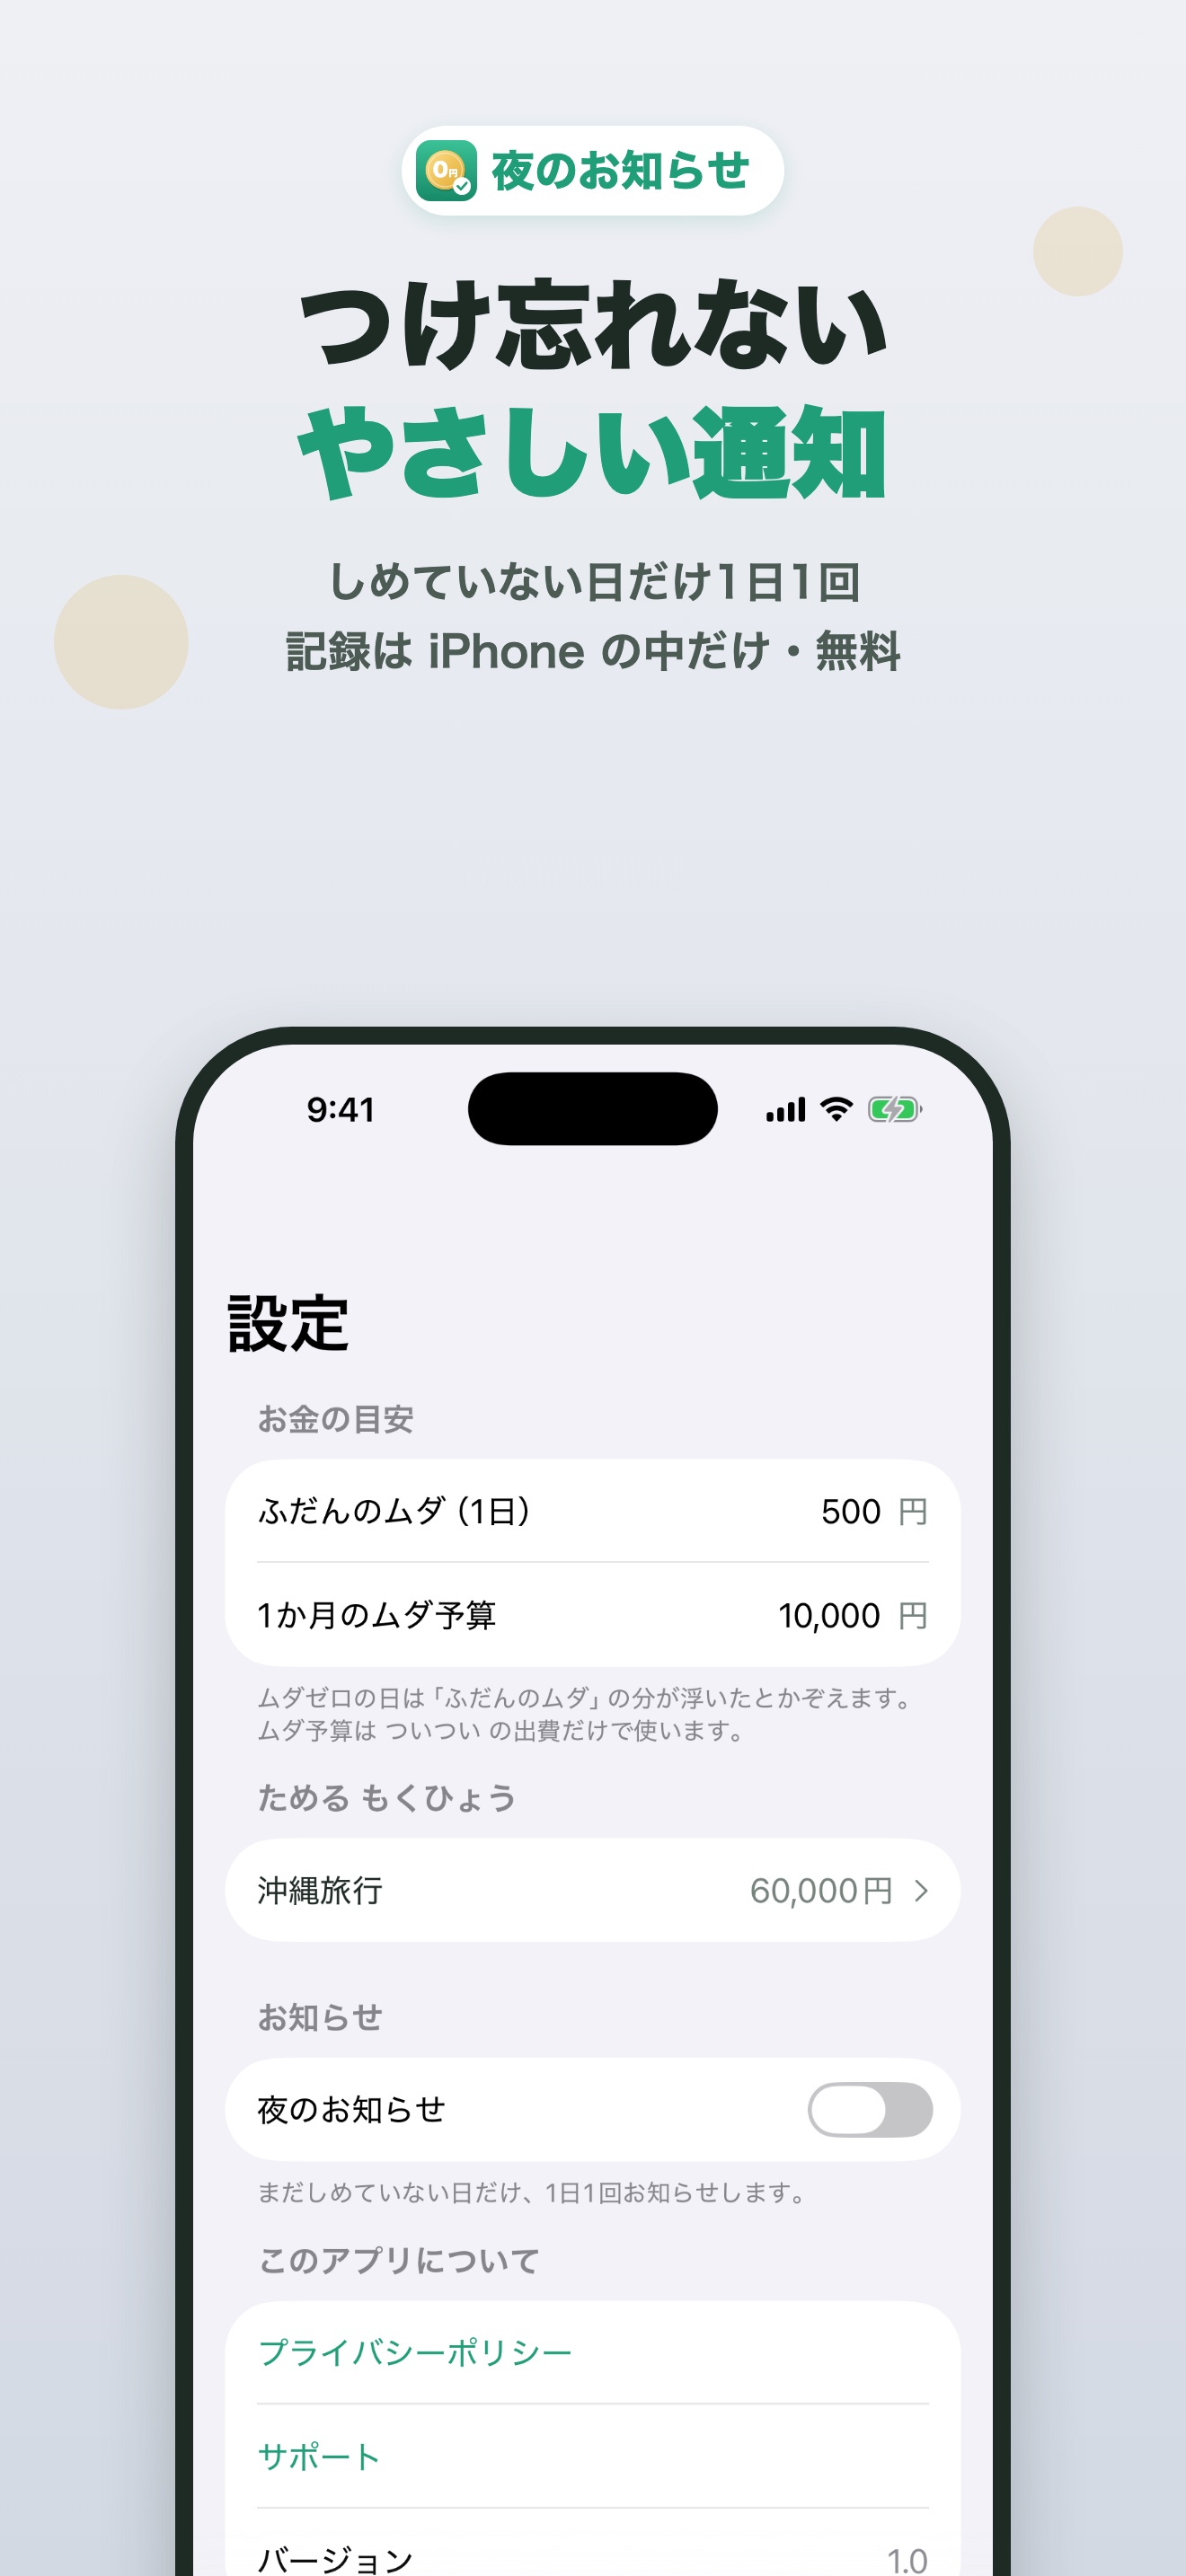 0円 夜のお知らせ
つけ忘れない
やさしい通知
しめていない日だけ1日1回
記録は iPhone の中だけ・無料
9:41
設定
お金の目安
ふだんのムダ（1日） 500 円
1か月のムダ予算 10,000 円
ムダゼロの日は「ふだんのムダ」の分が浮いたとかぞえます。
ムダ予算は ついつい の出費だけで使います。
ためる もくひょう
沖縄旅行 60,000円
お知らせ
夜のお知らせ
まだしめていない日だけ、1日1回お知らせします。
このアプリについて
プライバシーポリシー
サポート
バージョン 1.0